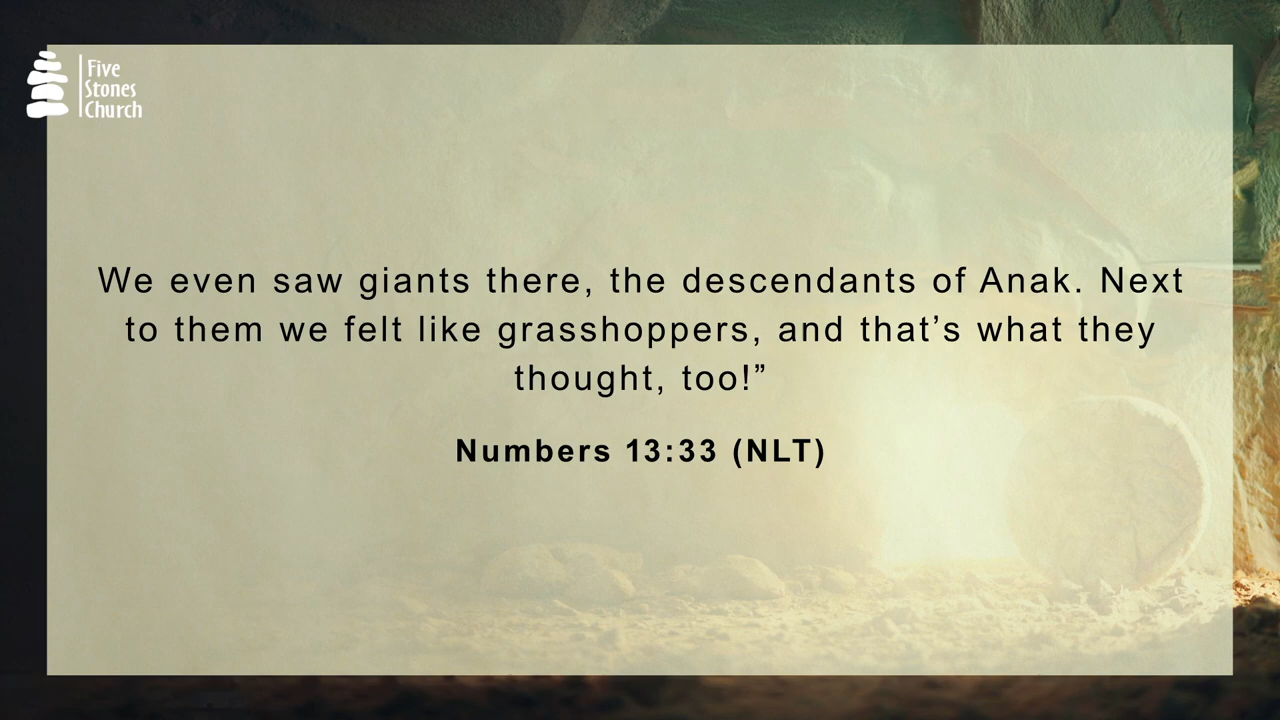 Five
Stones
Church
We even saw giants there, the descendants of Anak. Next
to them we felt like grasshoppers, and that’s what they
thought, too!”
Numbers 13:33 (NLT)